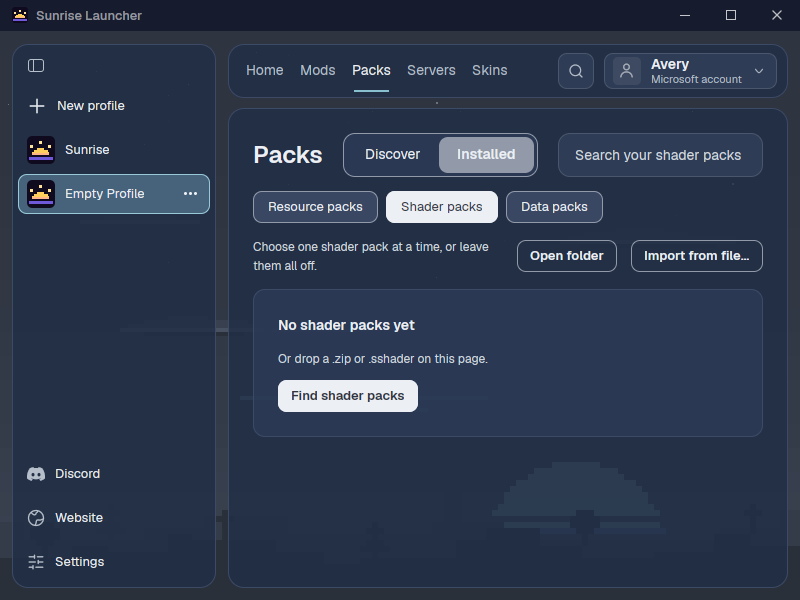 Sunrise Launcher
New profile
Sunrise
Empty Profile
Discord
Website
Settings
Home
Mods
Packs
Servers
Skins
Avery
Microsoft account
Packs
Discover
Installed
Search your shader packs
Resource packs
Shader packs
Data packs
Choose one shader pack at a time, or leave
them all off.
Open folder
Import from file...
No shader packs yet
Or drop a .zip or .sshader on this page.
Find shader packs